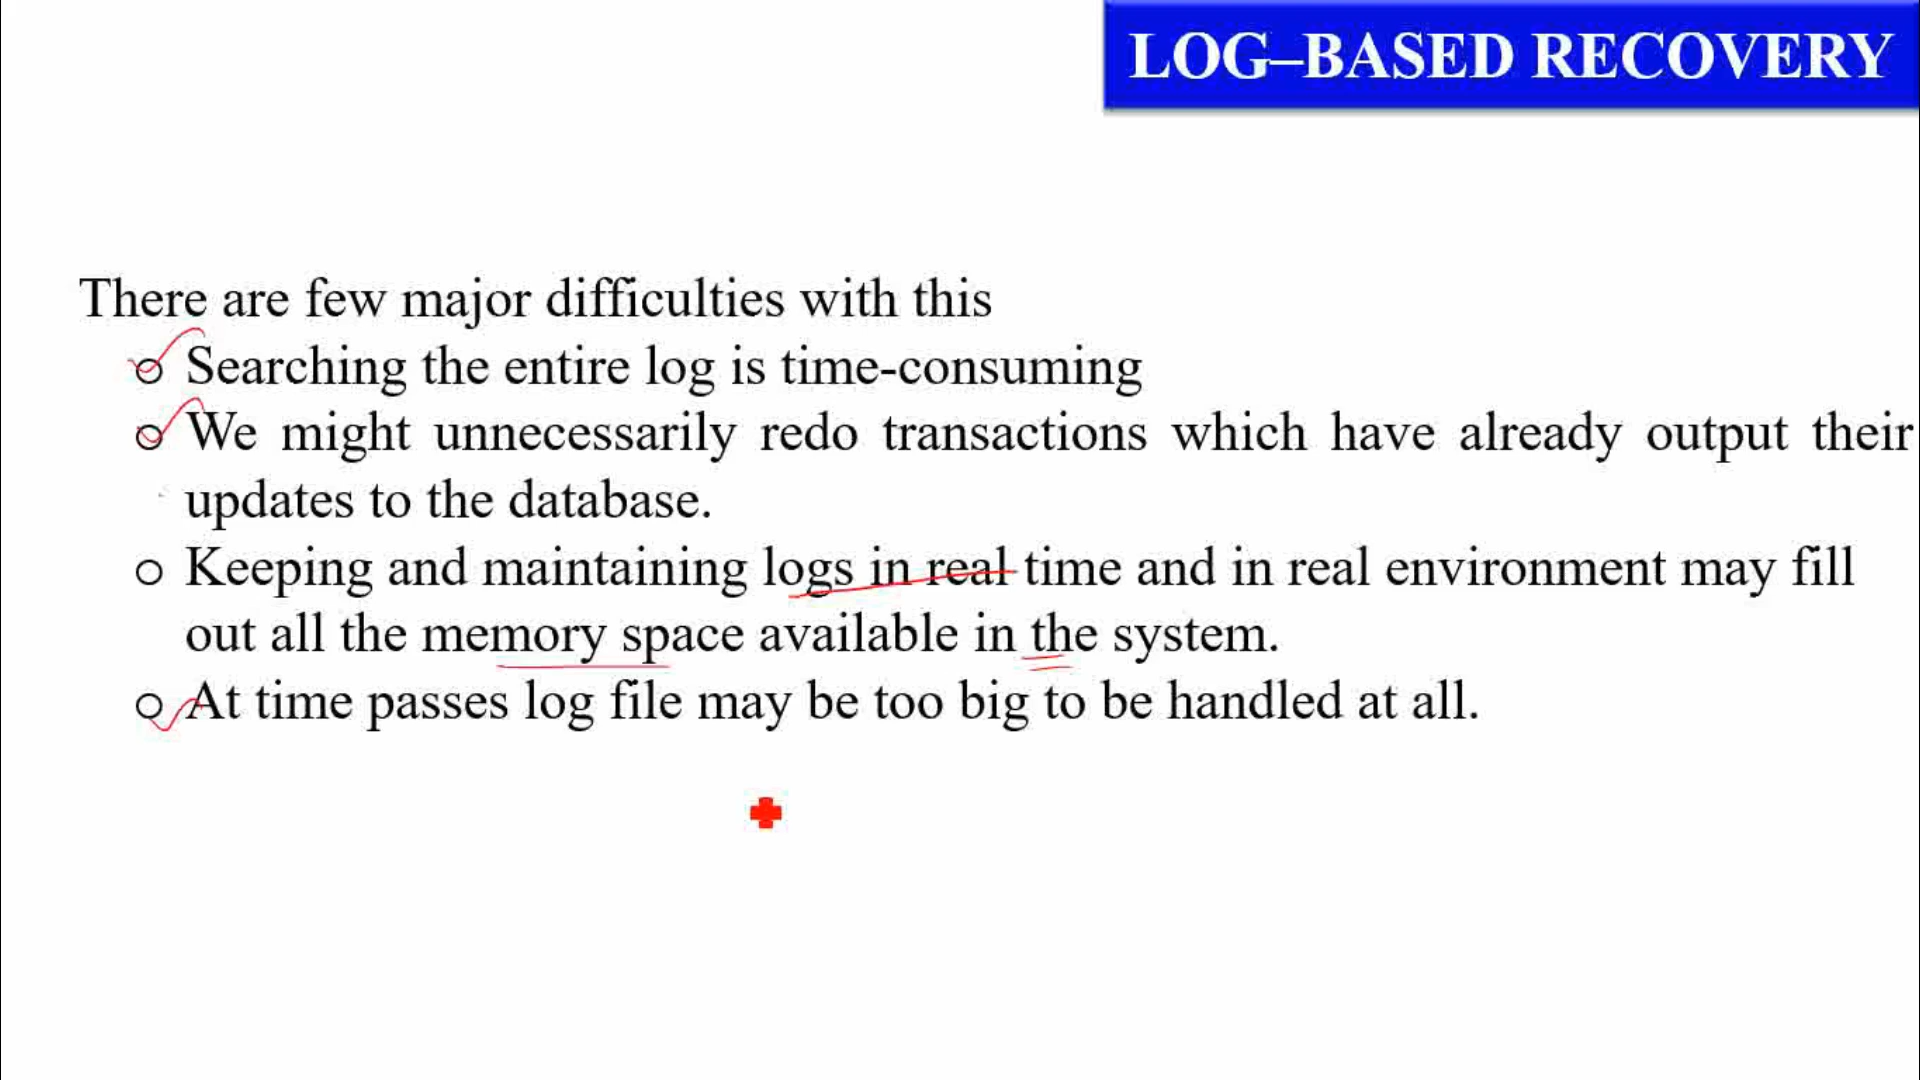 LOG–BASED RECOVERY
There are few major difficulties with this
o Searching the entire log is time-consuming
o We might unnecessarily redo transactions which have already output their
updates to the database.
o Keeping and maintaining logs in real time and in real environment may fill
out all the memory space available in the system.
o At time passes log file may be too big to be handled at all.